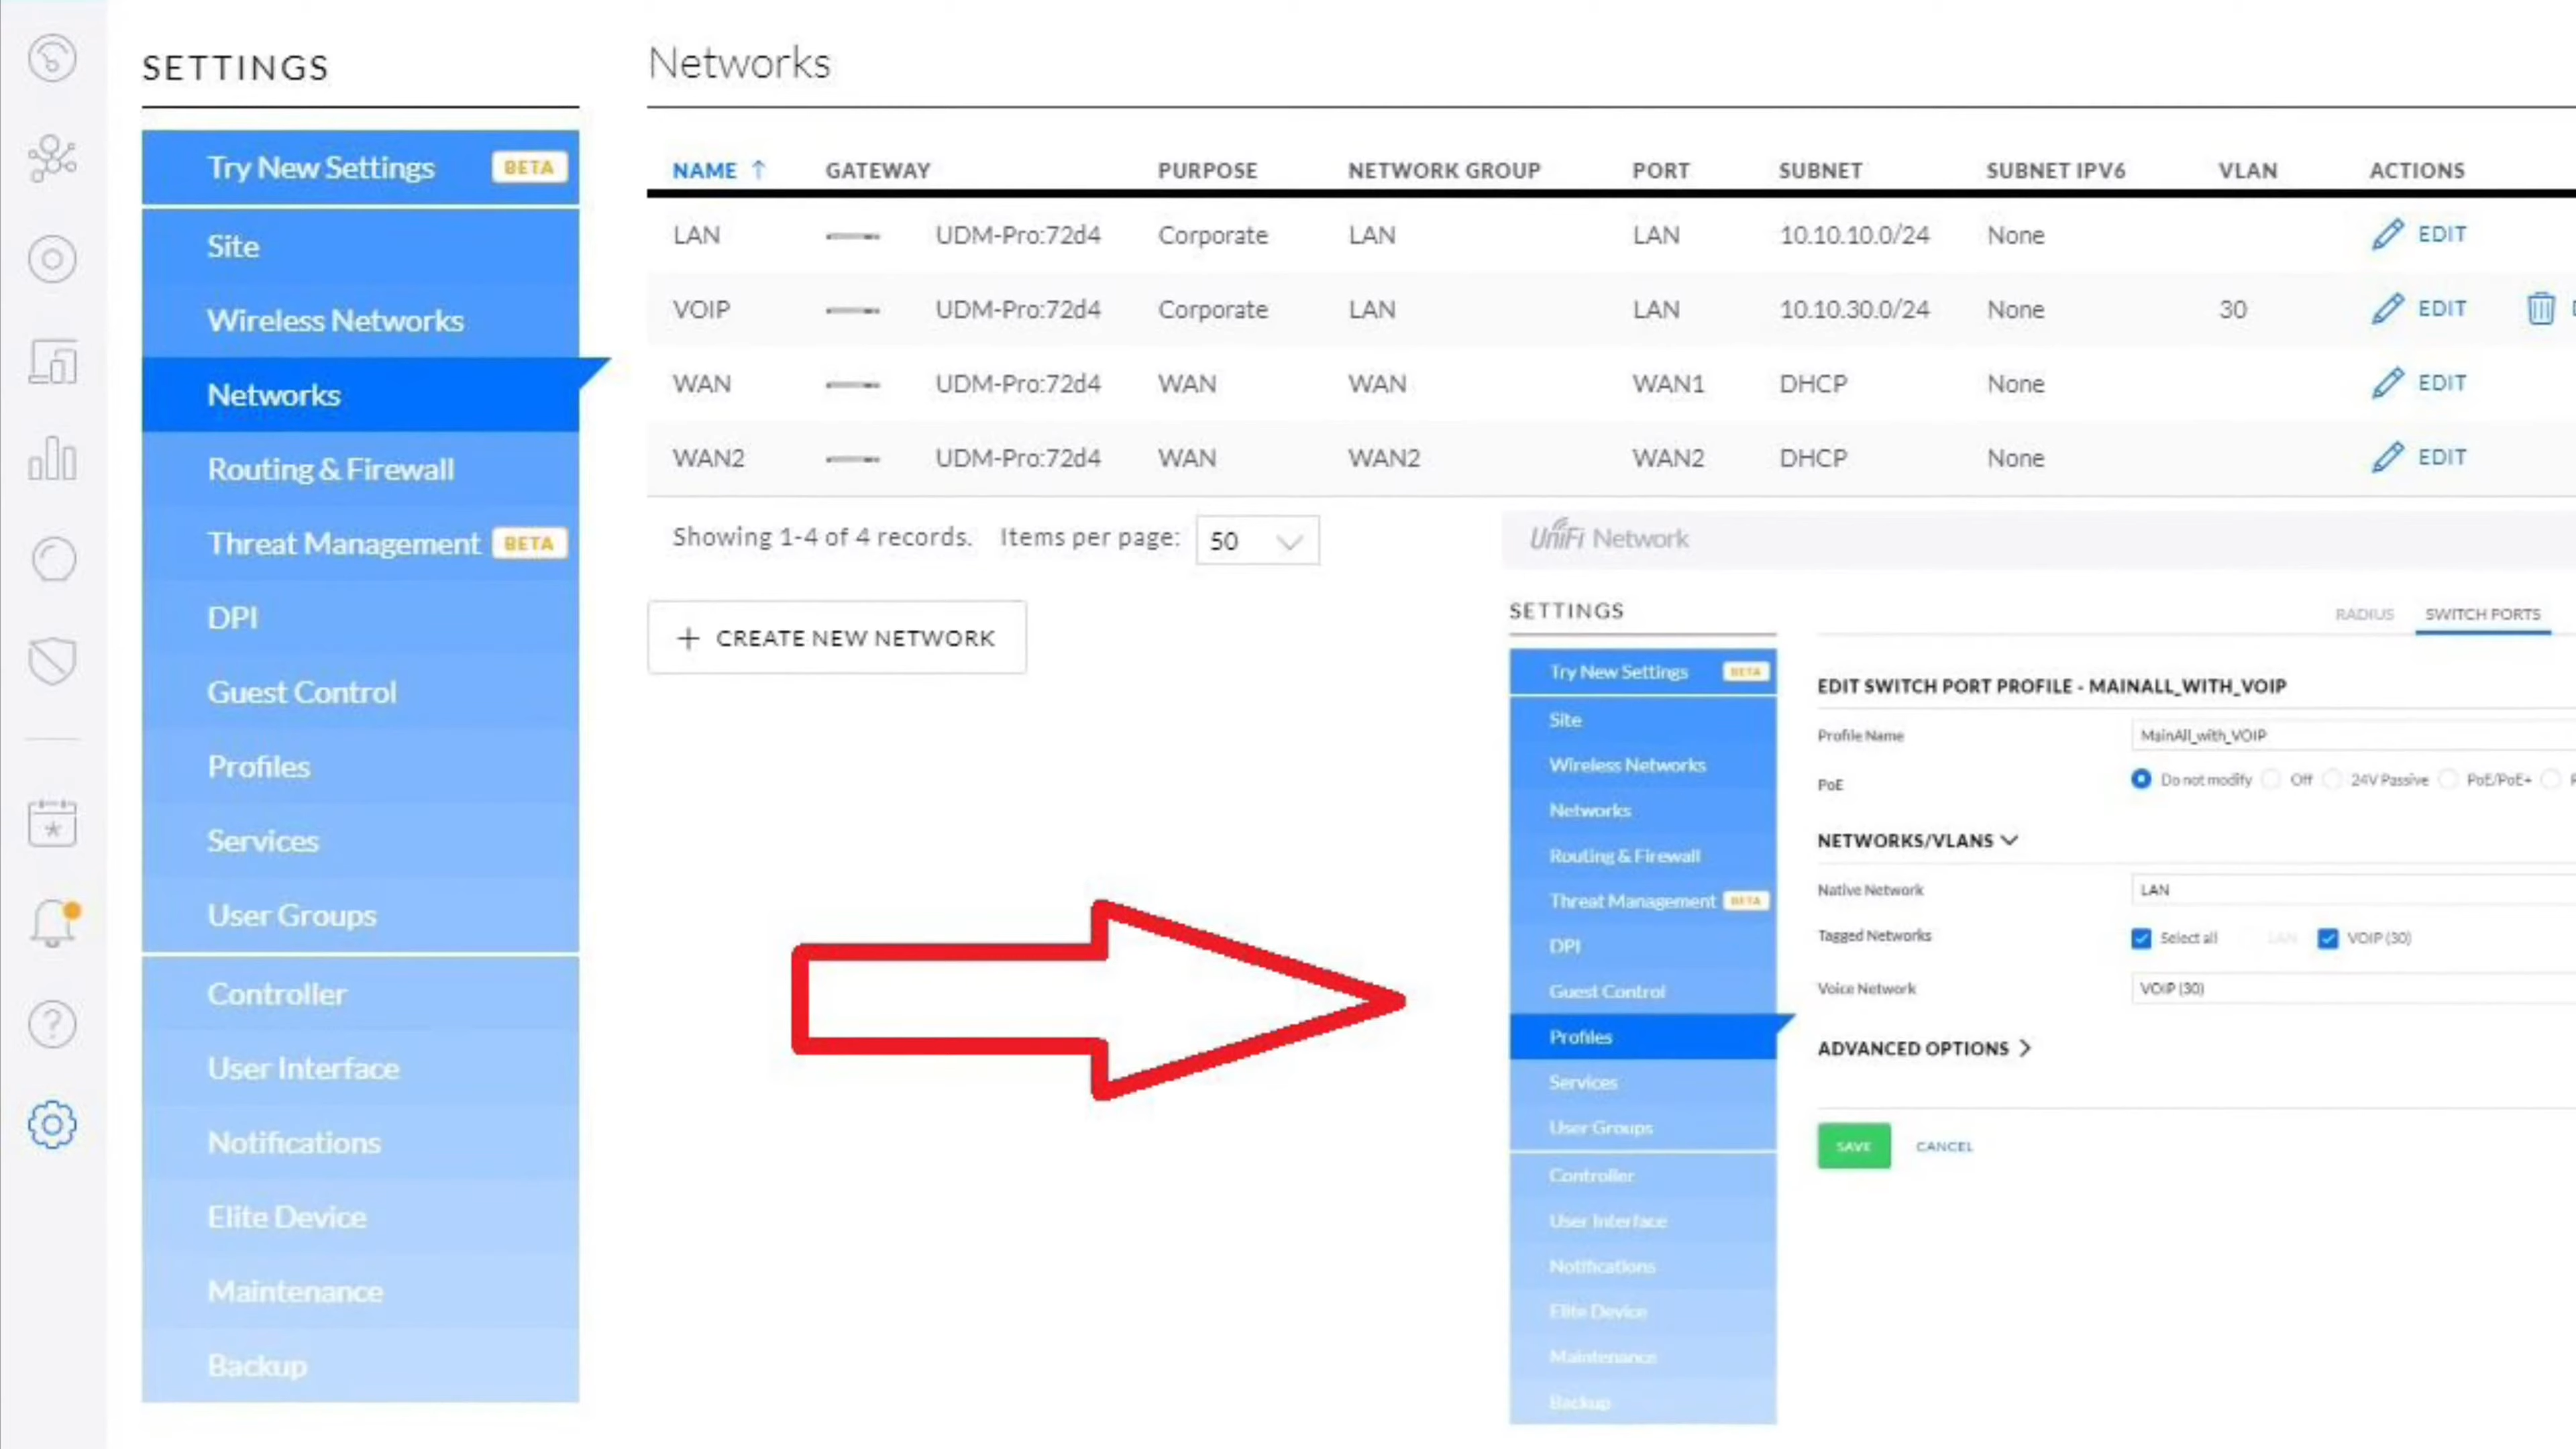 SETTINGS
Try New Settings BETA
Site
Wireless Networks
Networks
Routing & Firewall
Threat Management BETA
DPI
Guest Control
Profiles
Services
User Groups
Controller
User Interface
Notifications
Elite Device
Maintenance
Backup
Networks
NAME ↑ GATEWAY PURPOSE NETWORK GROUP PORT SUBNET SUBNET IPV6 VLAN ACTIONS
LAN UDM-Pro:72d4 Corporate LAN LAN 10.10.10.0/24 None EDIT
VOIP UDM-Pro:72d4 Corporate LAN LAN 10.10.30.0/24 None 30 EDIT
WAN UDM-Pro:72d4 WAN WAN WAN1 DHCP None EDIT
WAN2 UDM-Pro:72d4 WAN WAN2 WAN2 DHCP None EDIT
Showing 1-4 of 4 records. Items per page: 50
+ CREATE NEW NETWORK
UniFi Network
SETTINGS
Try New Settings BETA
Site
Wireless Networks
Networks
Routing & Firewall
Threat Management BETA
DPI
Guest Control
Profiles
Services
User Groups
Controller
User Interface
Notifications
Elite Device
Maintenance
Backup
RADIUS SWITCH PORTS
EDIT SWITCH PORT PROFILE - MAINALL_WITH_VOIP
Profile Name MainAll_with_VOIP
PoE Do not modify Off 24V Passive PoE/PoE+
NETWORKS/VLANS
Native Network LAN
Tagged Networks Select all LAN VOIP (30)
Voice Network VOIP (30)
ADVANCED OPTIONS
SAVE CANCEL